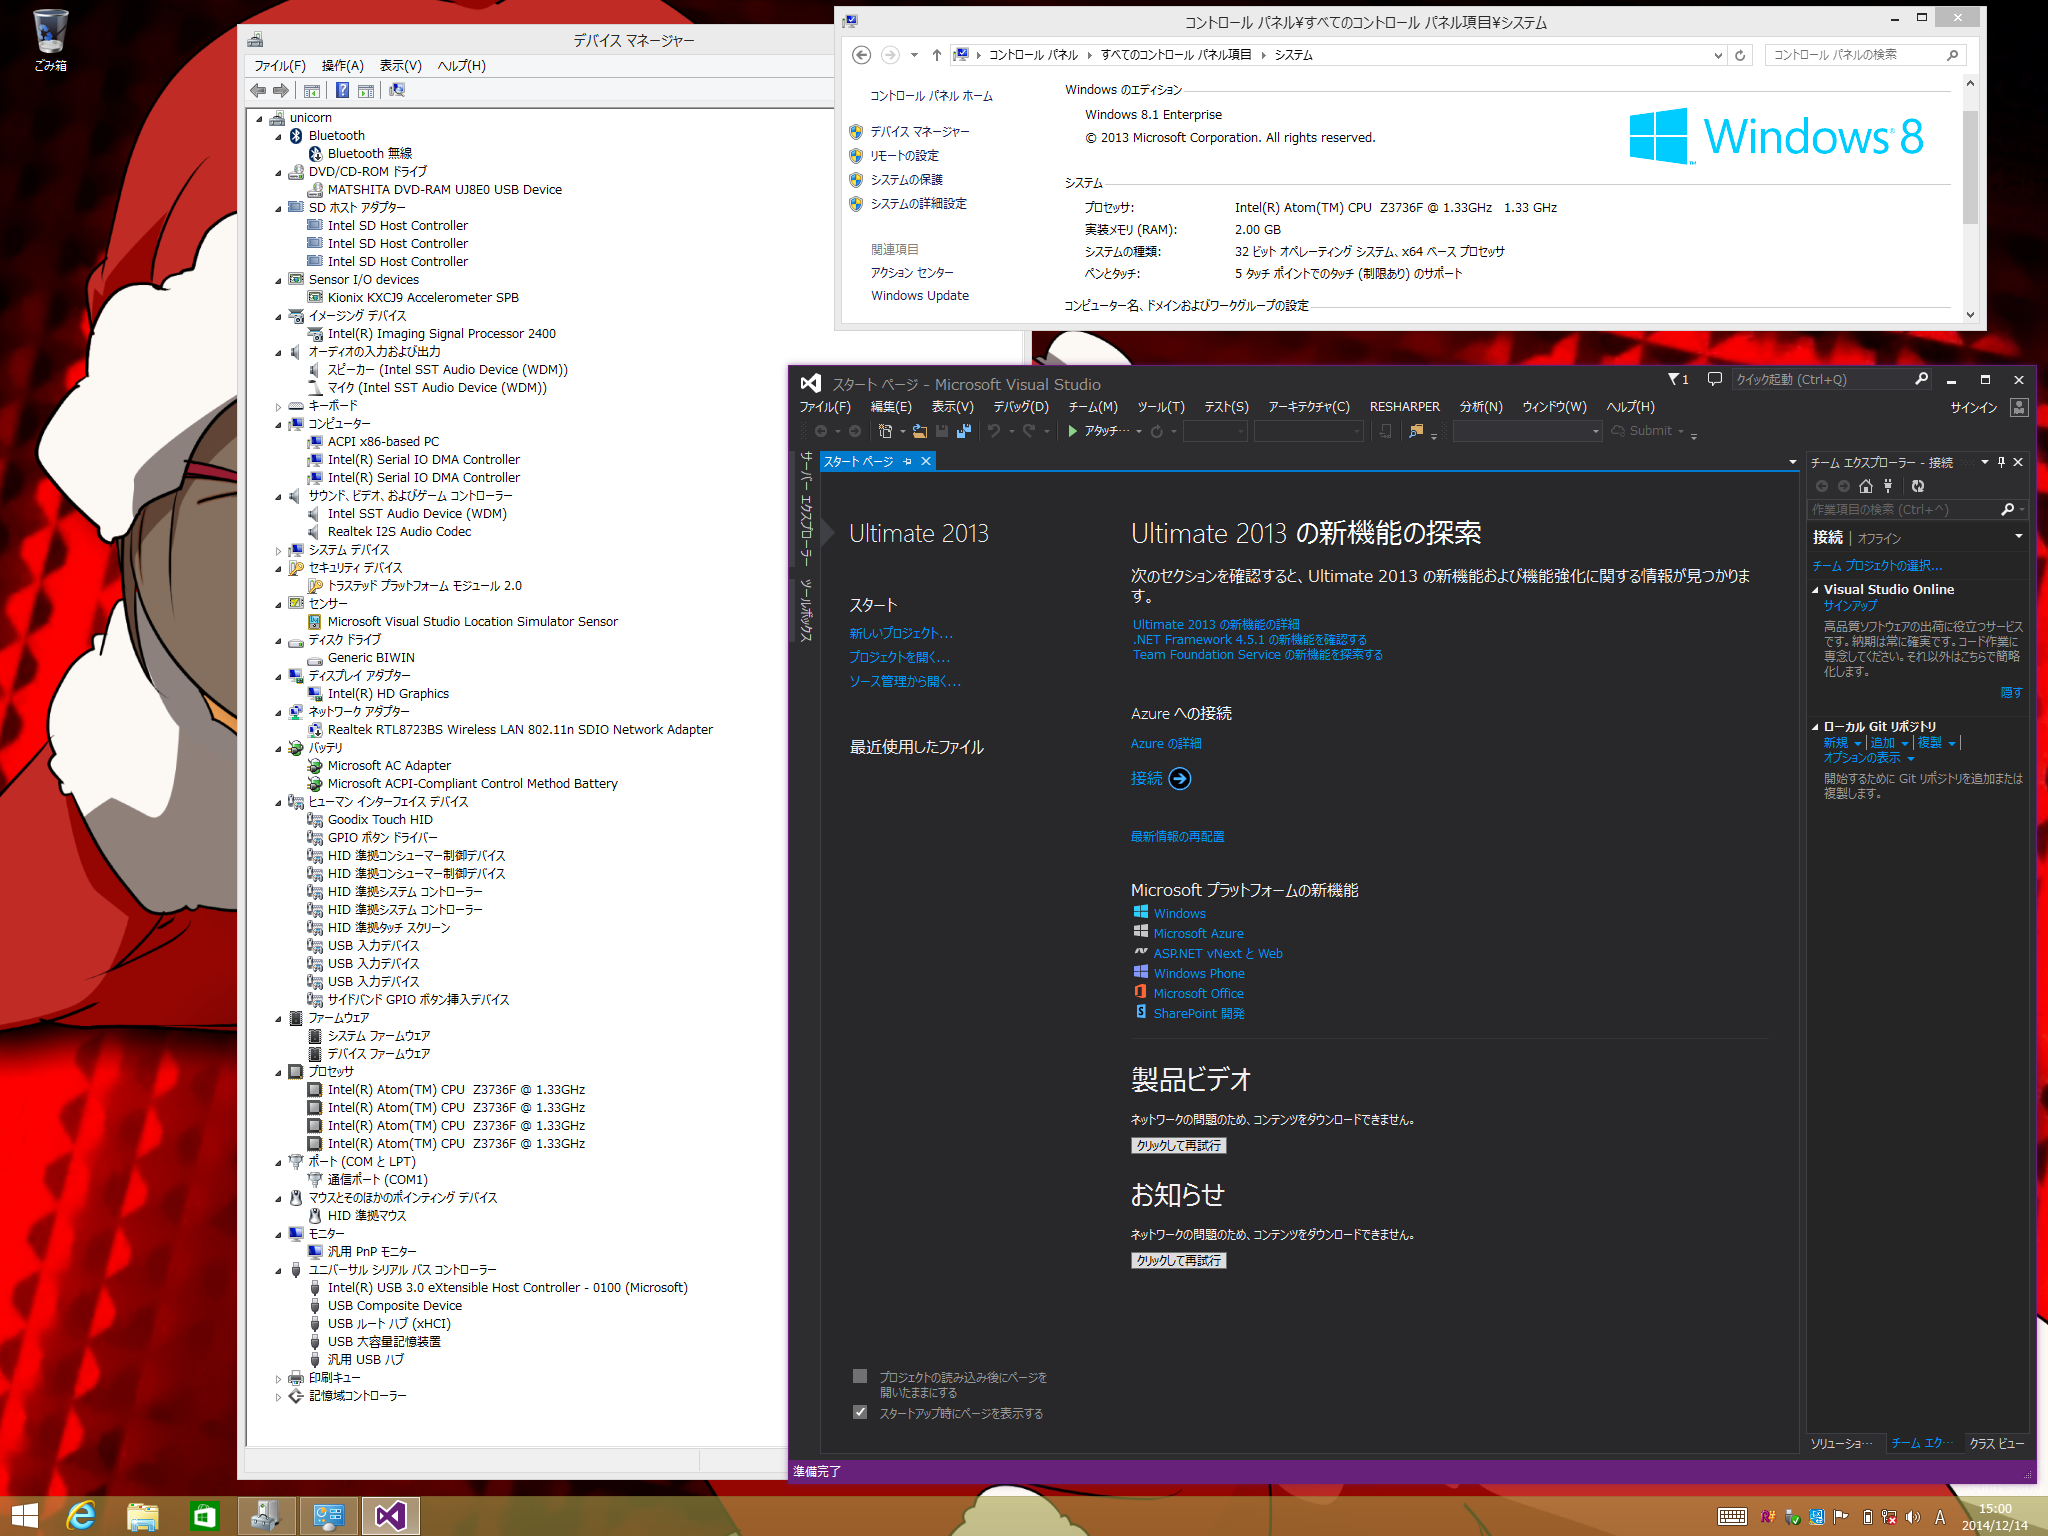 ごみ箱
デバイス マネージャー
ファイル(F) 操作(A) 表示(V) ヘルプ(H)
unicorn
Bluetooth
Bluetooth 無線
DVD/CD-ROM ドライブ
MATSHITA DVD-RAM UJ8E0 USB Device
SD ホスト アダプター
Intel SD Host Controller
Intel SD Host Controller
Intel SD Host Controller
Sensor I/O devices
Kionix KXCJ9 Accelerometer SPB
イメージング デバイス
Intel(R) Imaging Signal Processor 2400
オーディオの入力および出力
スピーカー (Intel SST Audio Device (WDM))
マイク (Intel SST Audio Device (WDM))
キーボード
コンピューター
ACPI x86-based PC
Intel(R) Serial IO DMA Controller
Intel(R) Serial IO DMA Controller
サウンド、ビデオ、およびゲーム コントローラー
Intel SST Audio Device (WDM)
Realtek I2S Audio Codec
システム デバイス
セキュリティ デバイス
トラステッド プラットフォーム モジュール 2.0
センサー
Microsoft Visual Studio Location Simulator Sensor
ディスク ドライブ
Generic BIWIN
ディスプレイ アダプター
Intel(R) HD Graphics
ネットワーク アダプター
Realtek RTL8723BS Wireless LAN 802.11n SDIO Network Adapter
バッテリ
Microsoft AC Adapter
Microsoft ACPI-Compliant Control Method Battery
ヒューマン インターフェイス デバイス
Goodix Touch HID
GPIO ボタン ドライバー
HID 準拠コンシューマー制御デバイス
HID 準拠コンシューマー制御デバイス
HID 準拠システム コントローラー
HID 準拠システム コントローラー
HID 準拠タッチ スクリーン
USB 入力デバイス
USB 入力デバイス
USB 入力デバイス
サイドバンド GPIO ボタン挿入デバイス
ファームウェア
システム ファームウェア
デバイス ファームウェア
プロセッサ
Intel(R) Atom(TM) CPU  Z3736F @ 1.33GHz
Intel(R) Atom(TM) CPU  Z3736F @ 1.33GHz
Intel(R) Atom(TM) CPU  Z3736F @ 1.33GHz
Intel(R) Atom(TM) CPU  Z3736F @ 1.33GHz
ポート (COM と LPT)
通信ポート (COM1)
マウスとそのほかのポインティング デバイス
HID 準拠マウス
モニター
汎用 PnP モニター
ユニバーサル シリアル バス コントローラー
Intel(R) USB 3.0 eXtensible Host Controller - 0100 (Microsoft)
USB Composite Device
USB ルート ハブ (xHCI)
USB 大容量記憶装置
汎用 USB ハブ
印刷キュー
記憶域コントローラー
コントロール パネル¥すべてのコントロール パネル項目¥システム
コントロール パネル すべてのコントロール パネル項目 システム
コントロール パネルの検索
コントロール パネル ホーム
デバイス マネージャー
リモートの設定
システムの保護
システムの詳細設定
関連項目
アクション センター
Windows Update
Windows のエディション
Windows 8.1 Enterprise
© 2013 Microsoft Corporation. All rights reserved.
Windows 8
システム
プロセッサ: Intel(R) Atom(TM) CPU  Z3736F @ 1.33GHz   1.33 GHz
実装メモリ (RAM): 2.00 GB
システムの種類: 32 ビット オペレーティング システム、x64 ベース プロセッサ
ペンとタッチ: 5 タッチ ポイントでのタッチ (制限あり) のサポート
コンピューター名、ドメインおよびワークグループの設定
スタート ページ - Microsoft Visual Studio
1
クイック起動 (Ctrl+Q)
ファイル(F) 編集(E) 表示(V) デバッグ(D) チーム(M) ツール(T) テスト(S) アーキテクチャ(C) RESHARPER 分析(N) ウィンドウ(W) ヘルプ(H)
サインイン
アタッチ…
Submit
サーバー エクスプローラー
ツールボックス
スタート ページ
Ultimate 2013
スタート
新しいプロジェクト...
プロジェクトを開く...
ソース管理から開く...
最近使用したファイル
Ultimate 2013 の新機能の探索
次のセクションを確認すると、Ultimate 2013 の新機能および機能強化に関する情報が見つかりま
す。
Ultimate 2013 の新機能の詳細
.NET Framework 4.5.1 の新機能を確認する
Team Foundation Service の新機能を探索する
Azure への接続
Azure の詳細
接続
最新情報の再配置
Microsoft プラットフォームの新機能
Windows
Microsoft Azure
ASP.NET vNext と Web
Windows Phone
Microsoft Office
SharePoint 開発
製品ビデオ
ネットワークの問題のため、コンテンツをダウンロードできません。
クリックして再試行
お知らせ
ネットワークの問題のため、コンテンツをダウンロードできません。
クリックして再試行
プロジェクトの読み込み後にページを
開いたままにする
スタートアップ時にページを表示する
チーム エクスプローラー - 接続
作業項目の検索 (Ctrl+^)
接続 | オフライン
チーム プロジェクトの選択...
Visual Studio Online
サインアップ
高品質ソフトウェアの出荷に役立つサービス
です。納期は常に確実です。コード作業に
専念してください。それ以外はこちらで簡略
化します。
隠す
ローカル Git リポジトリ
新規 | 追加 | 複製 |
オプションの表示
開始するために Git リポジトリを追加または
複製します。
ソリューショ… チーム エク… クラス ビュー
準備完了
A
15:00
2014/12/14